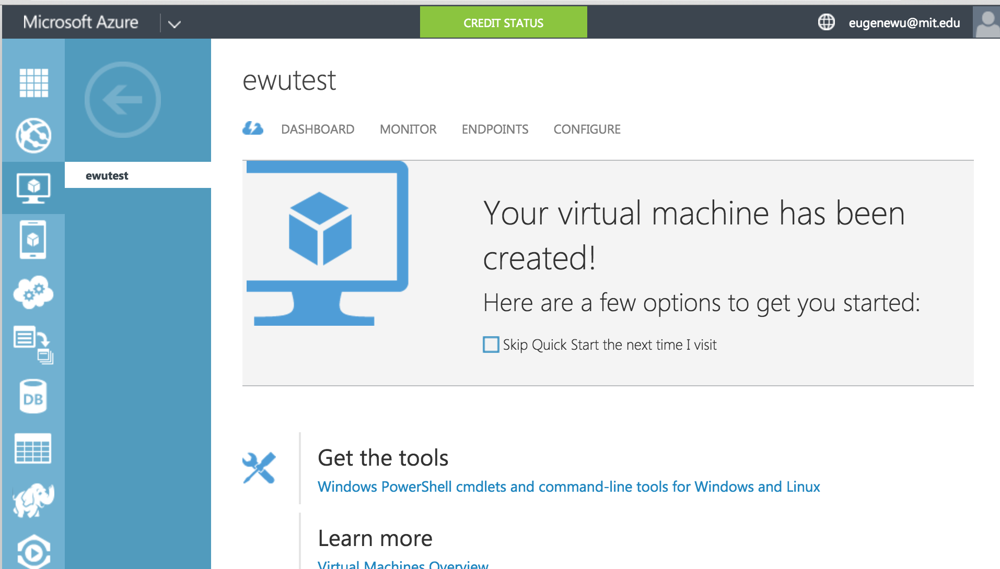 Microsoft Azure
CREDIT STATUS
eugenewu@mit.edu
ewutest
ewutest
DASHBOARD MONITOR ENDPOINTS CONFIGURE
Your virtual machine has been
created!
Here are a few options to get you started:
Skip Quick Start the next time I visit
DB
Get the tools
Windows PowerShell cmdlets and command-line tools for Windows and Linux
Learn more
Virtual Machines Overview